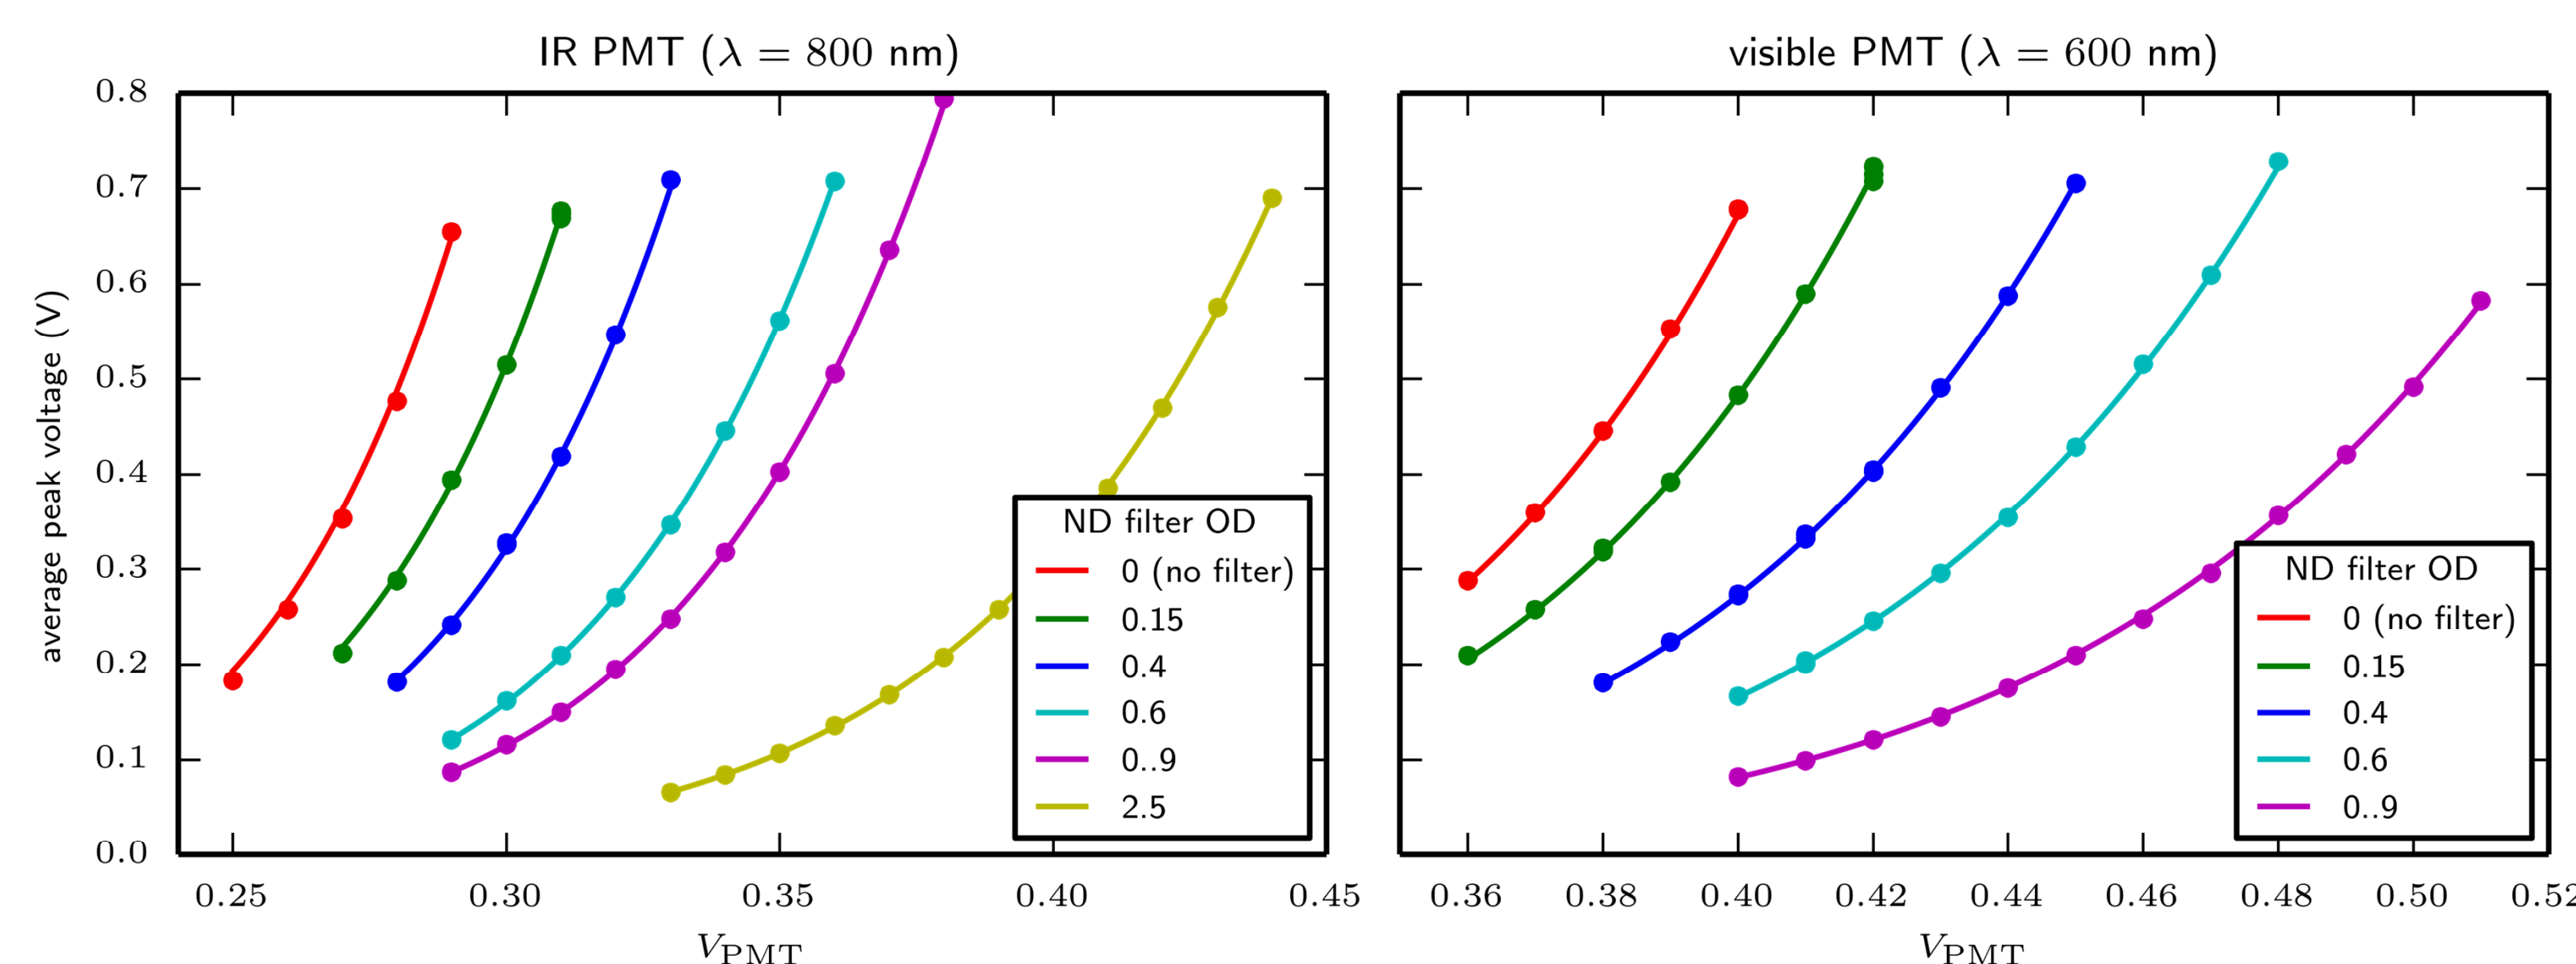 IR PMT (λ = 800 nm)
visible PMT (λ = 600 nm)
average peak voltage (V)
0.8
0.7
0.6
0.5
0.4
0.3
0.2
0.1
0.0
0.25 0.30 0.35 0.40 0.45
V_PMT
ND filter OD
0 (no filter)
0.15
0.4
0.6
0..9
2.5
0.36 0.38 0.40 0.42 0.44 0.46 0.48 0.50 0.52
V_PMT
ND filter OD
0 (no filter)
0.15
0.4
0.6
0..9